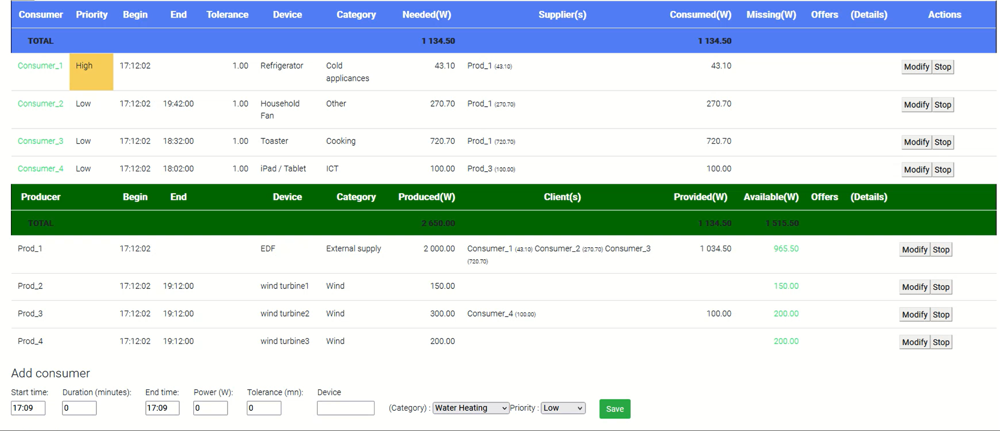 Consumer Priority Begin End Tolerance Device Category Needed(W) Supplier(s) Consumed(W) Missing(W) Offers (Details) Actions
TOTAL 1 134.50 1 134.50
Consumer_1 High 17:12:02 1.00 Refrigerator Cold 43.10 Prod_1 (43.10) 43.10 Modify Stop
applicances
Consumer_2 Low 17:12:02 19:42:00 1.00 Household Other 270.70 Prod_1 (270.70) 270.70 Modify Stop
Fan
Consumer_3 Low 17:12:02 18:32:00 1.00 Toaster Cooking 720.70 Prod_1 (720.70) 720.70 Modify Stop
Consumer_4 Low 17:12:02 18:02:00 1.00 iPad / Tablet ICT 100.00 Prod_3 (100.00) 100.00 Modify Stop
Producer Begin End Device Category Produced(W) Client(s) Provided(W) Available(W) Offers (Details)
TOTAL 2 650.00 1 134.50 1 515.50
Prod_1 17:12:02 EDF External supply 2 000.00 Consumer_1 (43.10) Consumer_2 (270.70) Consumer_3 1 034.50 965.50 Modify Stop
(720.70)
Prod_2 17:12:02 19:12:00 wind turbine1 Wind 150.00 150.00 Modify Stop
Prod_3 17:12:02 19:12:00 wind turbine2 Wind 300.00 Consumer_4 (100.00) 100.00 200.00 Modify Stop
Prod_4 17:12:02 19:12:00 wind turbine3 Wind 200.00 200.00 Modify Stop
Add consumer
Start time: Duration (minutes): End time: Power (W): Tolerance (mn): Device
17:09 0 17:09 0 0 (Category) : Water Heating Priority : Low Save